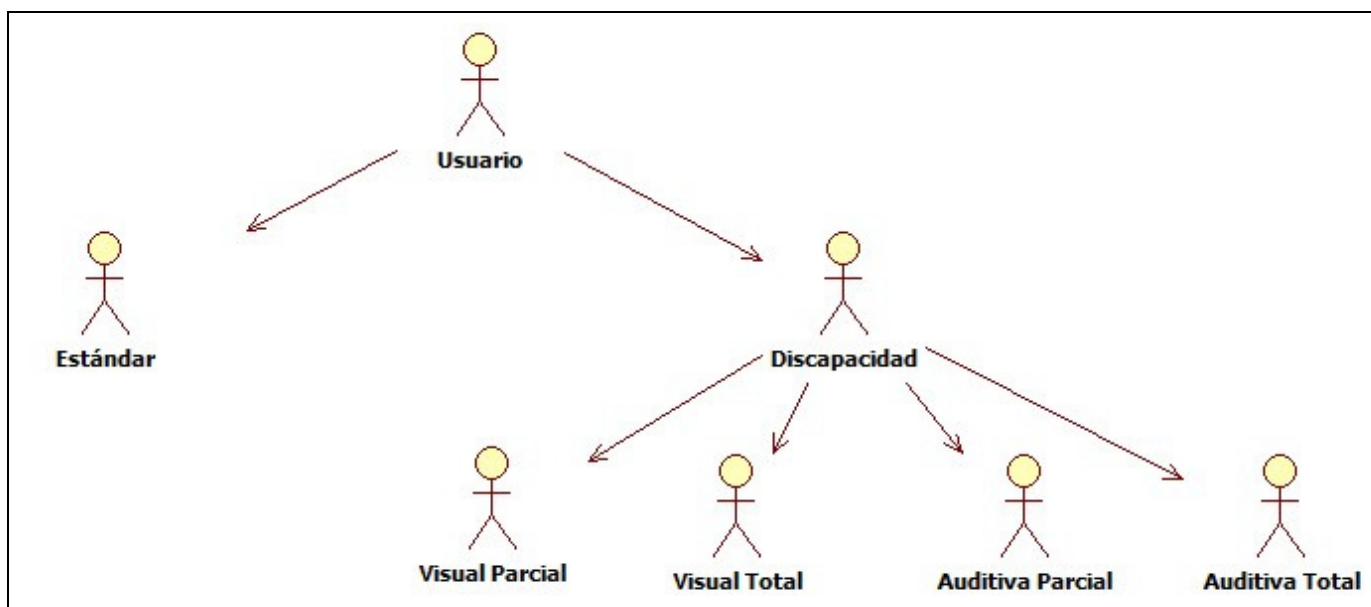 Usuario
Estándar
Discapacidad
Visual Parcial
Visual Total
Auditiva Parcial
Auditiva Total